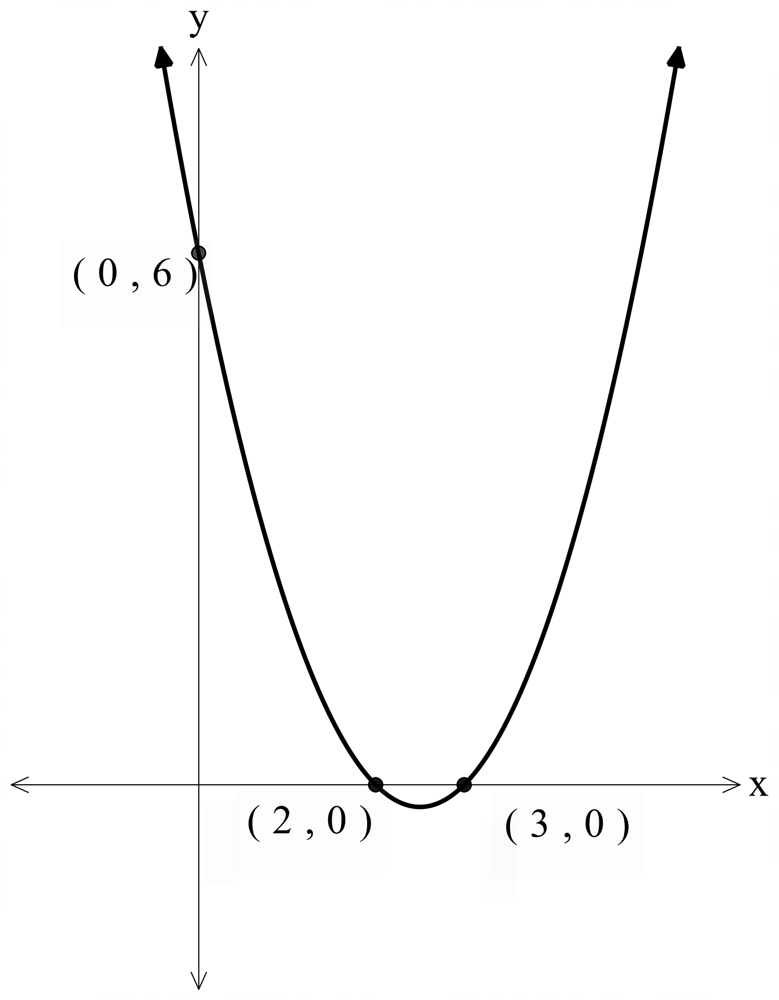 y
( 0 , 6 )
x
( 2 , 0 )
( 3 , 0 )